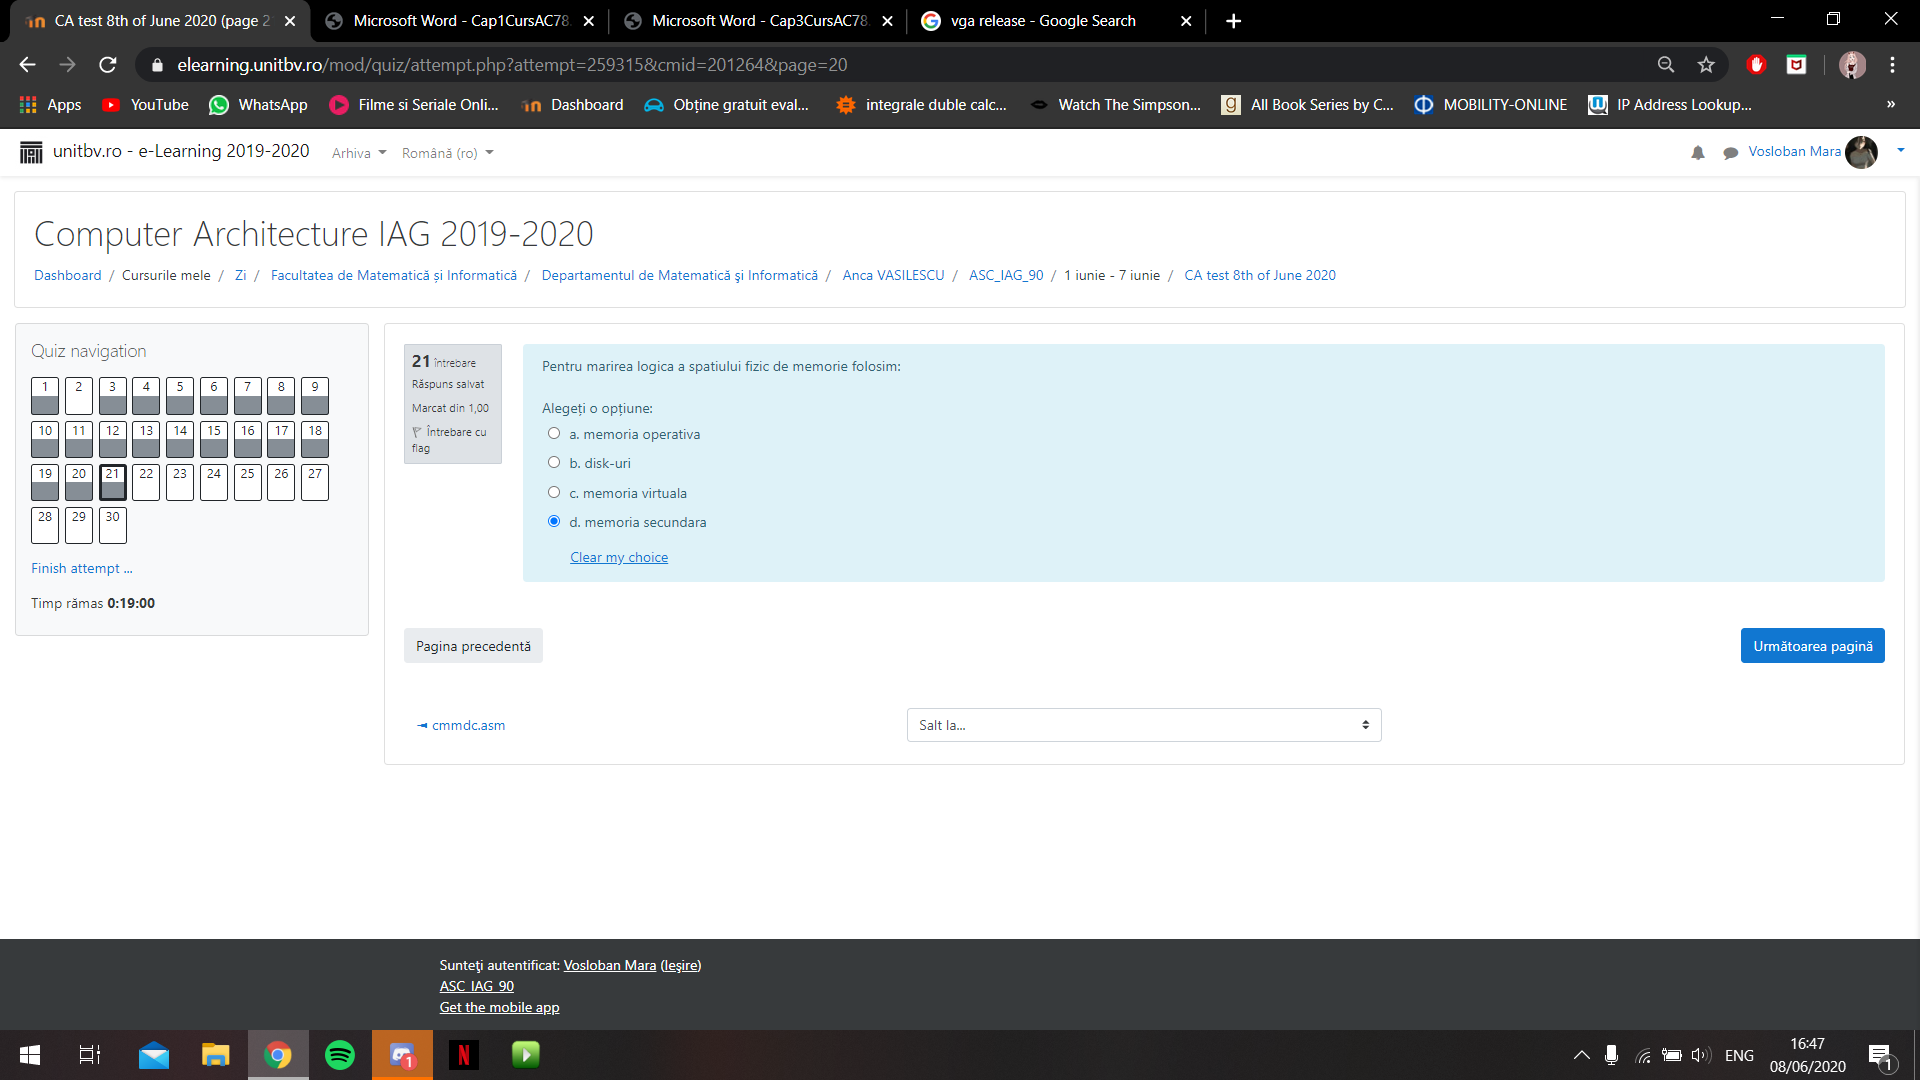 CA test 8th of June 2020 (page 2
Microsoft Word - Cap1CursAC78
Microsoft Word - Cap3CursAC78
vga release - Google Search
elearning.unitbv.ro/mod/quiz/attempt.php?attempt=259315&cmid=201264&page=20
Apps
YouTube
WhatsApp
Filme si Seriale Onli...
Dashboard
Obține gratuit eval...
integrale duble calc...
Watch The Simpson...
All Book Series by C...
MOBILITY-ONLINE
IP Address Lookup...
»
unitbv.ro - e-Learning 2019-2020
Arhiva
Română (ro)
Vosloban Mara
Computer Architecture IAG 2019-2020
Dashboard / Cursurile mele / Zi / Facultatea de Matematică și Informatică / Departamentul de Matematică şi Informatică / Anca VASILESCU / ASC_IAG_90 / 1 iunie - 7 iunie / CA test 8th of June 2020
Quiz navigation
1 2 3 4 5 6 7 8 9
10 11 12 13 14 15 16 17 18
19 20 21 22 23 24 25 26 27
28 29 30
Finish attempt ...
Timp rămas 0:19:00
21 întrebare
Răspuns salvat
Marcat din 1,00
Întrebare cu
flag
Pentru marirea logica a spatiului fizic de memorie folosim:
Alegeți o opțiune:
a. memoria operativa
b. disk-uri
c. memoria virtuala
d. memoria secundara
Clear my choice
Pagina precedentă
Următoarea pagină
◄ cmmdc.asm
Salt la...
Sunteţi autentificat: Vosloban Mara (Ieşire)
ASC_IAG_90
Get the mobile app
1
ENG
16:47
08/06/2020
1